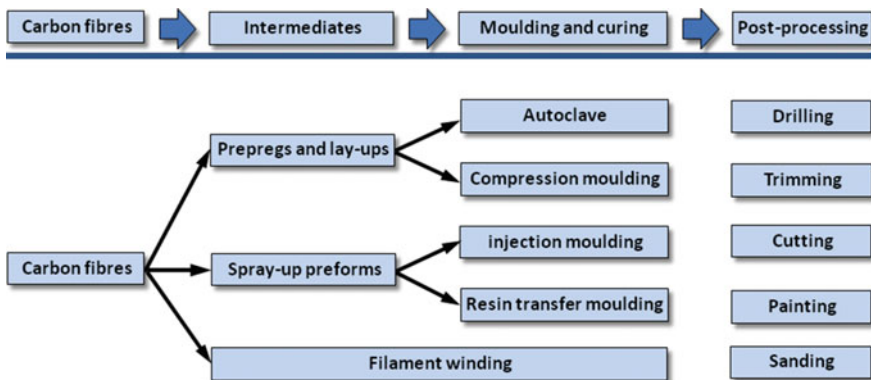 Carbon fibres
Intermediates
Moulding and curing
Post-processing
Autoclave
Drilling
Prepregs and lay-ups
Compression moulding
Trimming
injection moulding
Cutting
Carbon fibres
Spray-up preforms
Resin transfer moulding
Painting
Filament winding
Sanding